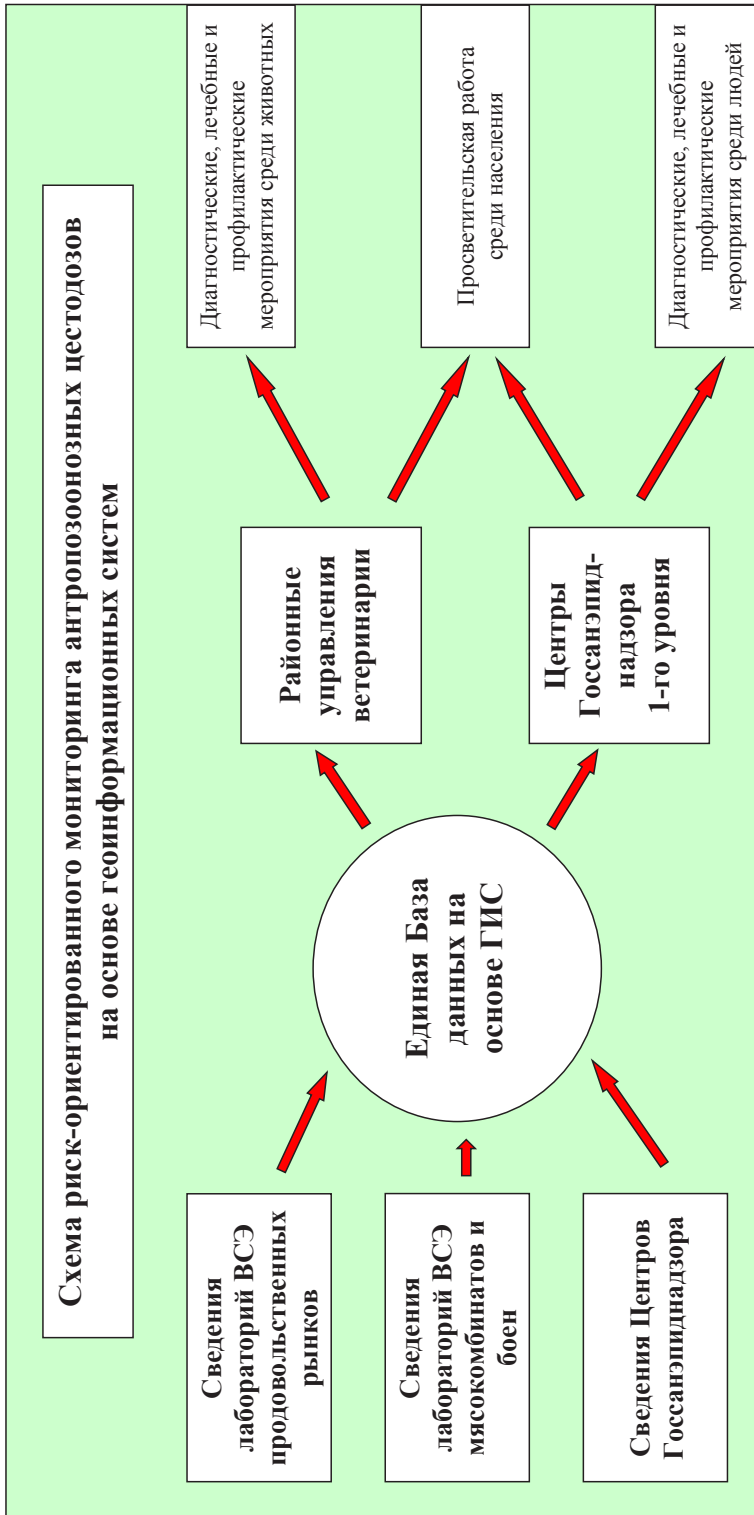 Схема риск-ориентированного мониторинга антропозоонозных цестодозов
на основе геоинформационных систем
Сведения
лабораторий ВСЭ
продовольственных
рынков
Сведения
лабораторий ВСЭ
мясокомбинатов и
боен
Сведения Центров
Госсанэпиднадзора
Единая База
данных на
основе ГИС
Районные
управления
ветеринарии
Центры
Госсанэпид-
надзора
1-го уровня
Диагностические, лечебные и
профилактические
мероприятия среди животных
Просветительская работа
среди населения
Диагностические, лечебные и
профилактические
мероприятия среди людей